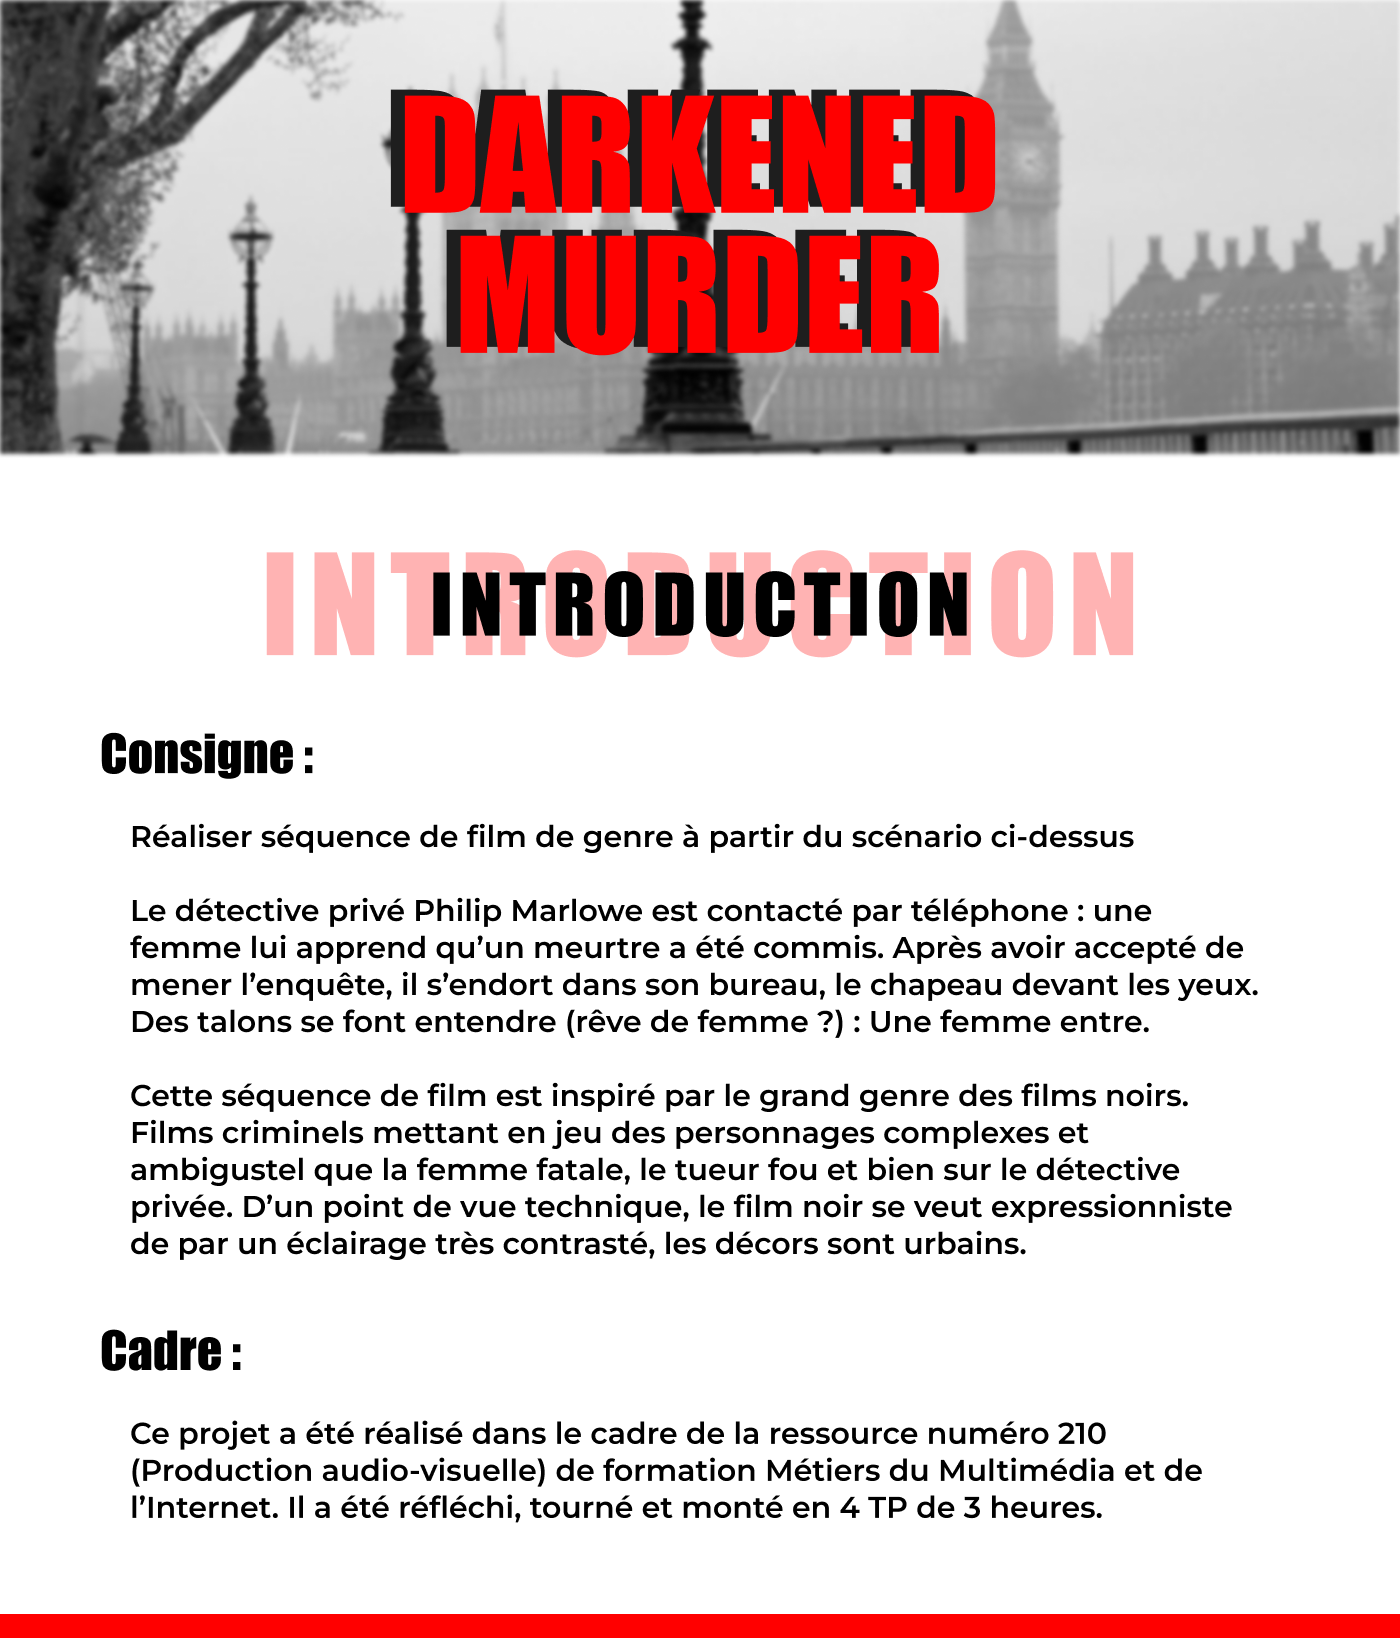 DARKENED
MURDER
INTRODUCTION
INTRODUCTION
Consigne :
Réaliser séquence de film de genre à partir du scénario ci-dessus
Le détective privé Philip Marlowe est contacté par téléphone : une
femme lui apprend qu’un meurtre a été commis. Après avoir accepté de
mener l’enquête, il s’endort dans son bureau, le chapeau devant les yeux.
Des talons se font entendre (rêve de femme ?) : Une femme entre.
Cette séquence de film est inspiré par le grand genre des films noirs.
Films criminels mettant en jeu des personnages complexes et
ambigustel que la femme fatale, le tueur fou et bien sur le détective
privée. D’un point de vue technique, le film noir se veut expressionniste
de par un éclairage très contrasté, les décors sont urbains.
Cadre :
Ce projet a été réalisé dans le cadre de la ressource numéro 210
(Production audio-visuelle) de formation Métiers du Multimédia et de
l’Internet. Il a été réfléchi, tourné et monté en 4 TP de 3 heures.